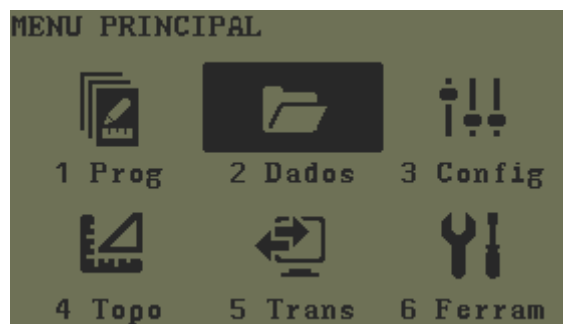 MENU PRINCIPAL
1 Prog 2 Dados 3 Config
4 Topo 5 Trans 6 Ferram